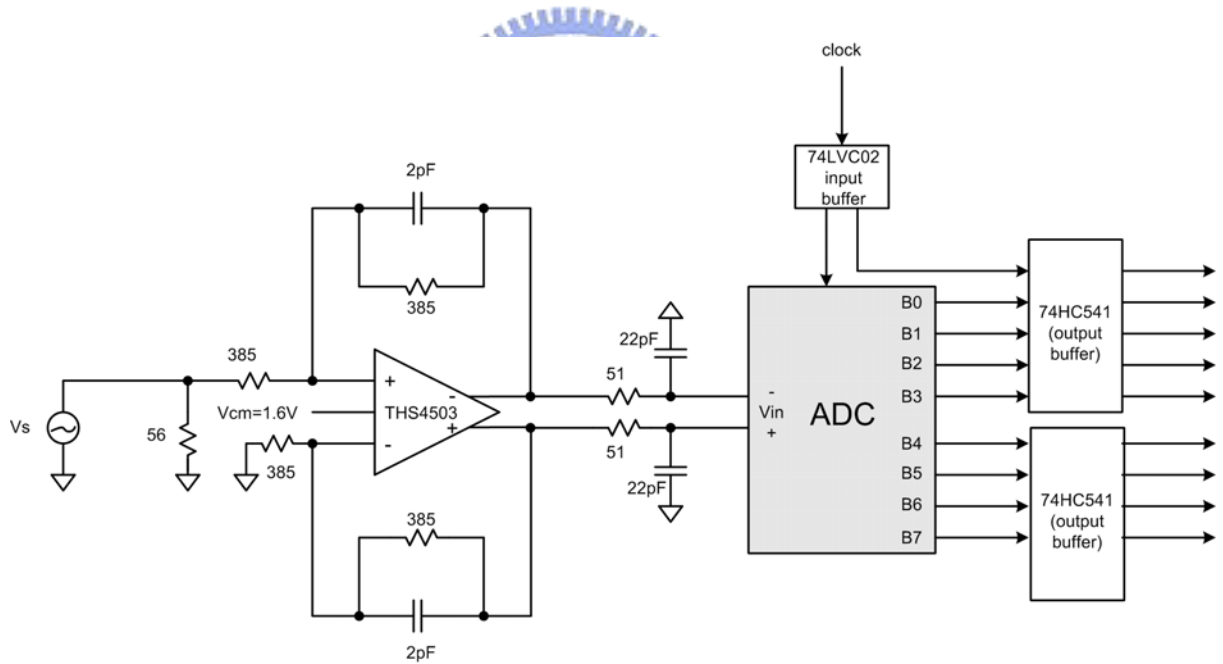 clock
74LVC02
input
buffer
2pF
385
385
Vs
56
Vcm=1.6V
385
+
-
THS4503
-
+
385
2pF
51
51
22pF
22pF
-
Vin
+
ADC
B0
B1
B2
B3
B4
B5
B6
B7
74HC541
(output
buffer)
74HC541
(output
buffer)